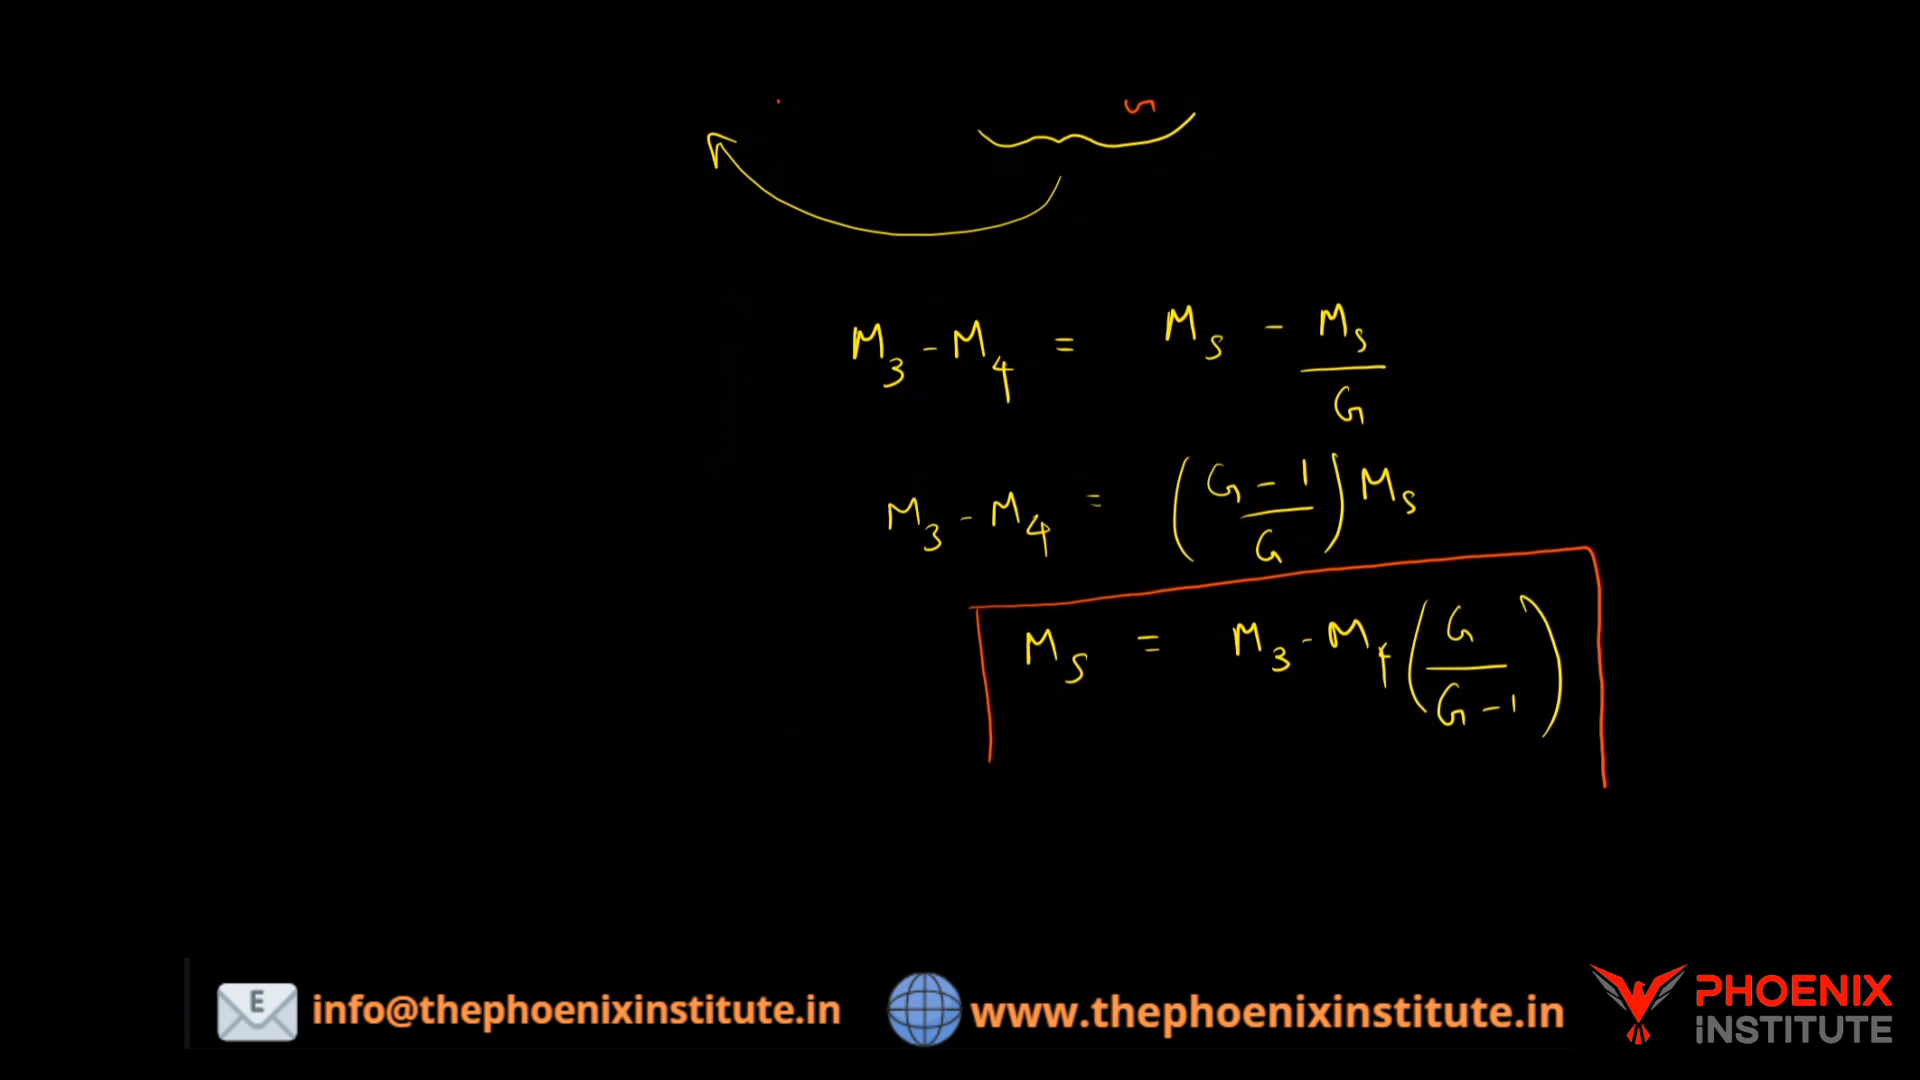 M₃ - M₄ = Mₛ - Mₛ/G
M₃ - M₄ = ((G - 1)/G) Mₛ
Mₛ = M₃ - M₄ (G/(G - 1))
E info@thephoenixinstitute.in www.thephoenixinstitute.in
PHOENIX
iNSTITUTE